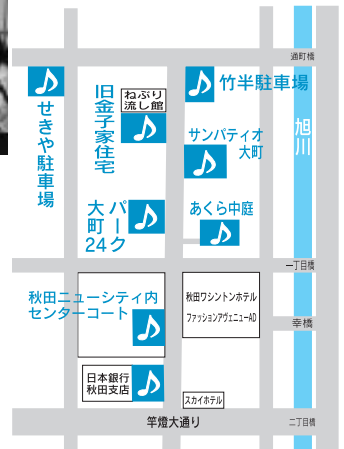 通町橋
竹半駐車場
ねぶり
流し館
旧金子家住宅
せきや駐車場
サンパティオ
大町
旭川
パーク
大町
24
あくら中庭
一丁目橋
秋田ニューシティ内
センターコート
秋田ワシントンホテル
ファッションアヴェニューAD
幸橋
日本銀行
秋田支店
スカイホテル
竿燈大通り
二丁目橋